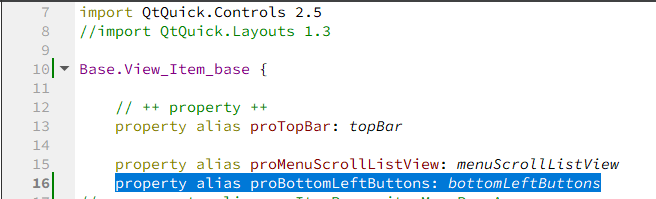 7 import QtQuick.Controls 2.5
8 //import QtQuick.Layouts 1.3
9
10 Base.View_Item_base {
11
12 // ++ property ++
13 property alias proTopBar: topBar
14
15 property alias proMenuScrollListView: menuScrollListView
16 property alias proBottomLeftButtons: bottomLeftButtons